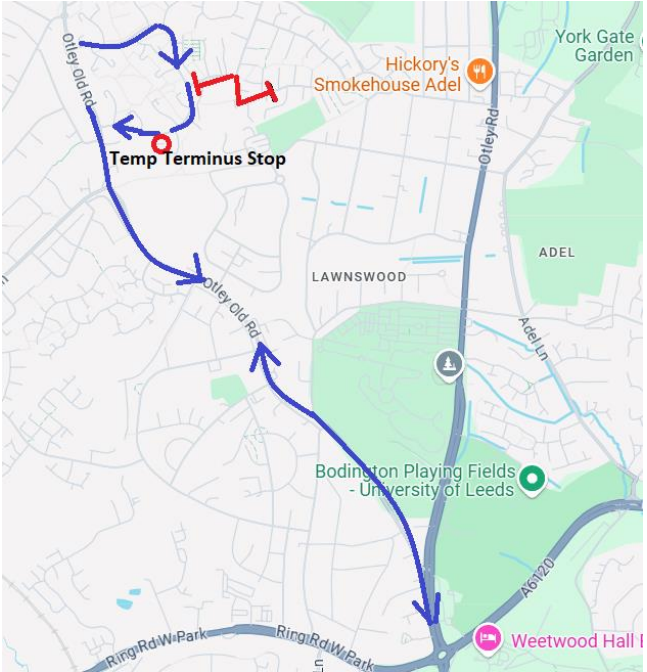 York Gate
Garden
Otley Old Rd
Hickory's
Smokehouse Adel
Otley Rd
Temp Terminus Stop
ADEL
LAWNSWOOD
Otley Old Rd
Adel Ln
Bodington Playing Fields
- University of Leeds
A6120
Ring Rd W Park
Ring Rd W Park
Weetwood Hall
Ln